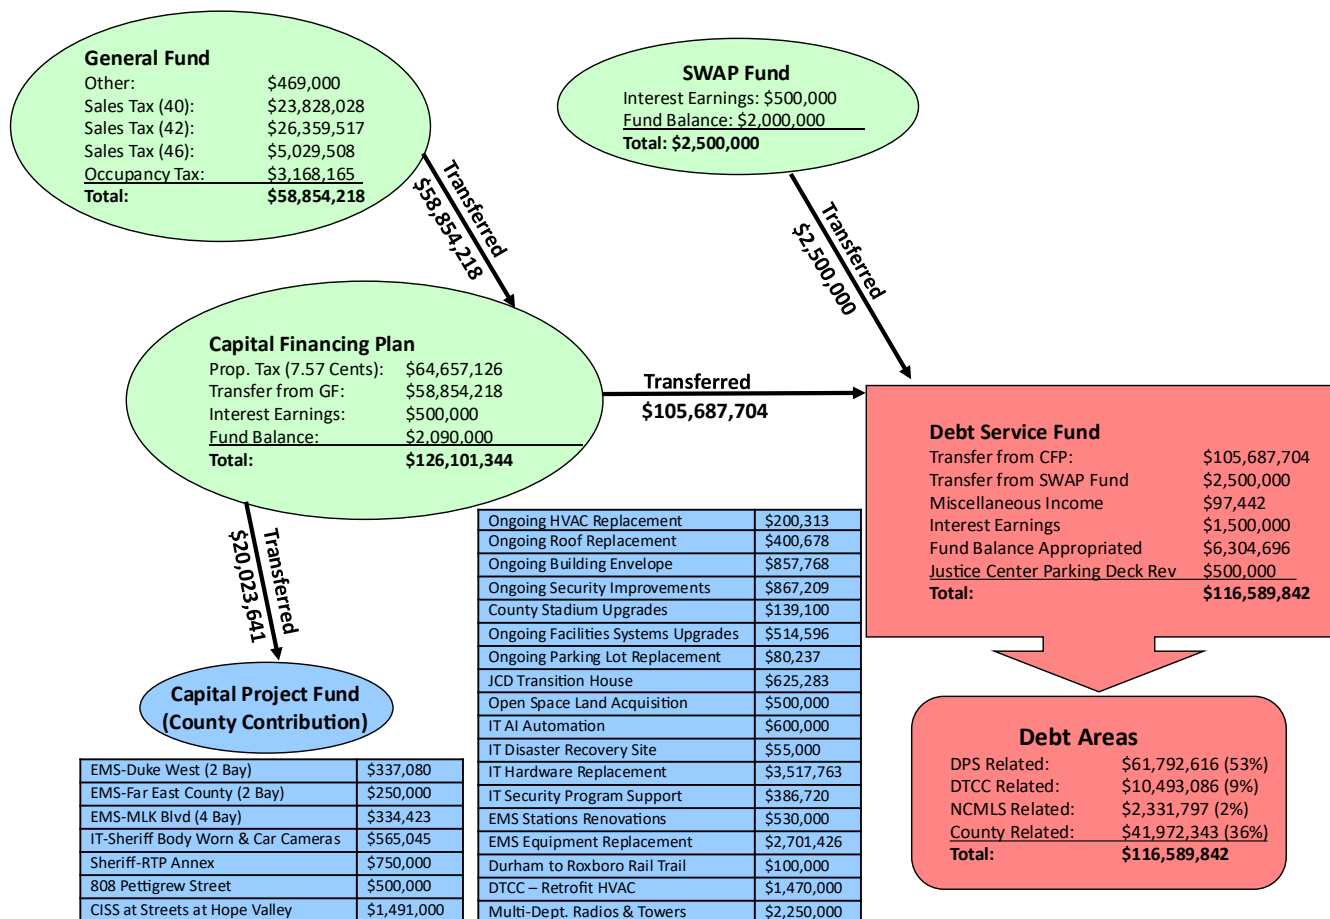 General Fund
Other: $469,000
Sales Tax (40): $23,828,028
Sales Tax (42): $26,359,517
Sales Tax (46): $5,029,508
Occupancy Tax: $3,168,165
Total: $58,854,218
SWAP Fund
Interest Earnings: $500,000
Fund Balance: $2,000,000
Total: $2,500,000
Transferred
$58,854,218
Transferred
$2,500,000
Capital Financing Plan
Prop. Tax (7.57 Cents): $64,657,126
Transfer from GF: $58,854,218
Interest Earnings: $500,000
Fund Balance: $2,090,000
Total: $126,101,344
Transferred
$105,687,704
Debt Service Fund
Transfer from CFP: $105,687,704
Transfer from SWAP Fund $2,500,000
Miscellaneous Income $97,442
Interest Earnings $1,500,000
Fund Balance Appropriated $6,304,696
Justice Center Parking Deck Rev $500,000
Total: $116,589,842
Transferred
$20,023,641
Capital Project Fund
(County Contribution)
EMS-Duke West (2 Bay) $337,080
EMS-Far East County (2 Bay) $250,000
EMS-MLK Blvd (4 Bay) $334,423
IT-Sheriff Body Worn & Car Cameras $565,045
Sheriff-RTP Annex $750,000
808 Pettigrew Street $500,000
CISS at Streets at Hope Valley $1,491,000
Ongoing HVAC Replacement $200,313
Ongoing Roof Replacement $400,678
Ongoing Building Envelope $857,768
Ongoing Security Improvements $867,209
County Stadium Upgrades $139,100
Ongoing Facilities Systems Upgrades $514,596
Ongoing Parking Lot Replacement $80,237
JCD Transition House $625,283
Open Space Land Acquisition $500,000
IT AI Automation $600,000
IT Disaster Recovery Site $55,000
IT Hardware Replacement $3,517,763
IT Security Program Support $386,720
EMS Stations Renovations $530,000
EMS Equipment Replacement $2,701,426
Durham to Roxboro Rail Trail $100,000
DTCC – Retrofit HVAC $1,470,000
Multi-Dept. Radios & Towers $2,250,000
Debt Areas
DPS Related: $61,792,616 (53%)
DTCC Related: $10,493,086 (9%)
NCMLS Related: $2,331,797 (2%)
County Related: $41,972,343 (36%)
Total: $116,589,842